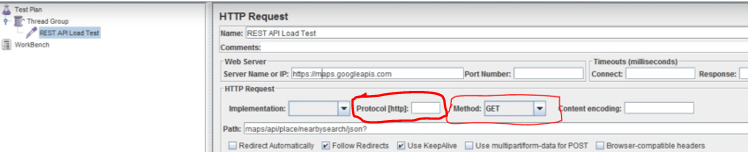 Test Plan
Thread Group
REST API Load Test
WorkBench
HTTP Request
Name: REST API Load Test
Comments:
Web Server
Timeouts (milliseconds)
Server Name or IP: https://maps.googleapis.com Port Number: Connect: Response:
HTTP Request
Implementation: Protocol [http]: Method: GET Content encoding:
Path: maps/api/place/nearbysearch/json?
Redirect Automatically Follow Redirects Use KeepAlive Use multipart/form-data for POST Browser-compatible headers